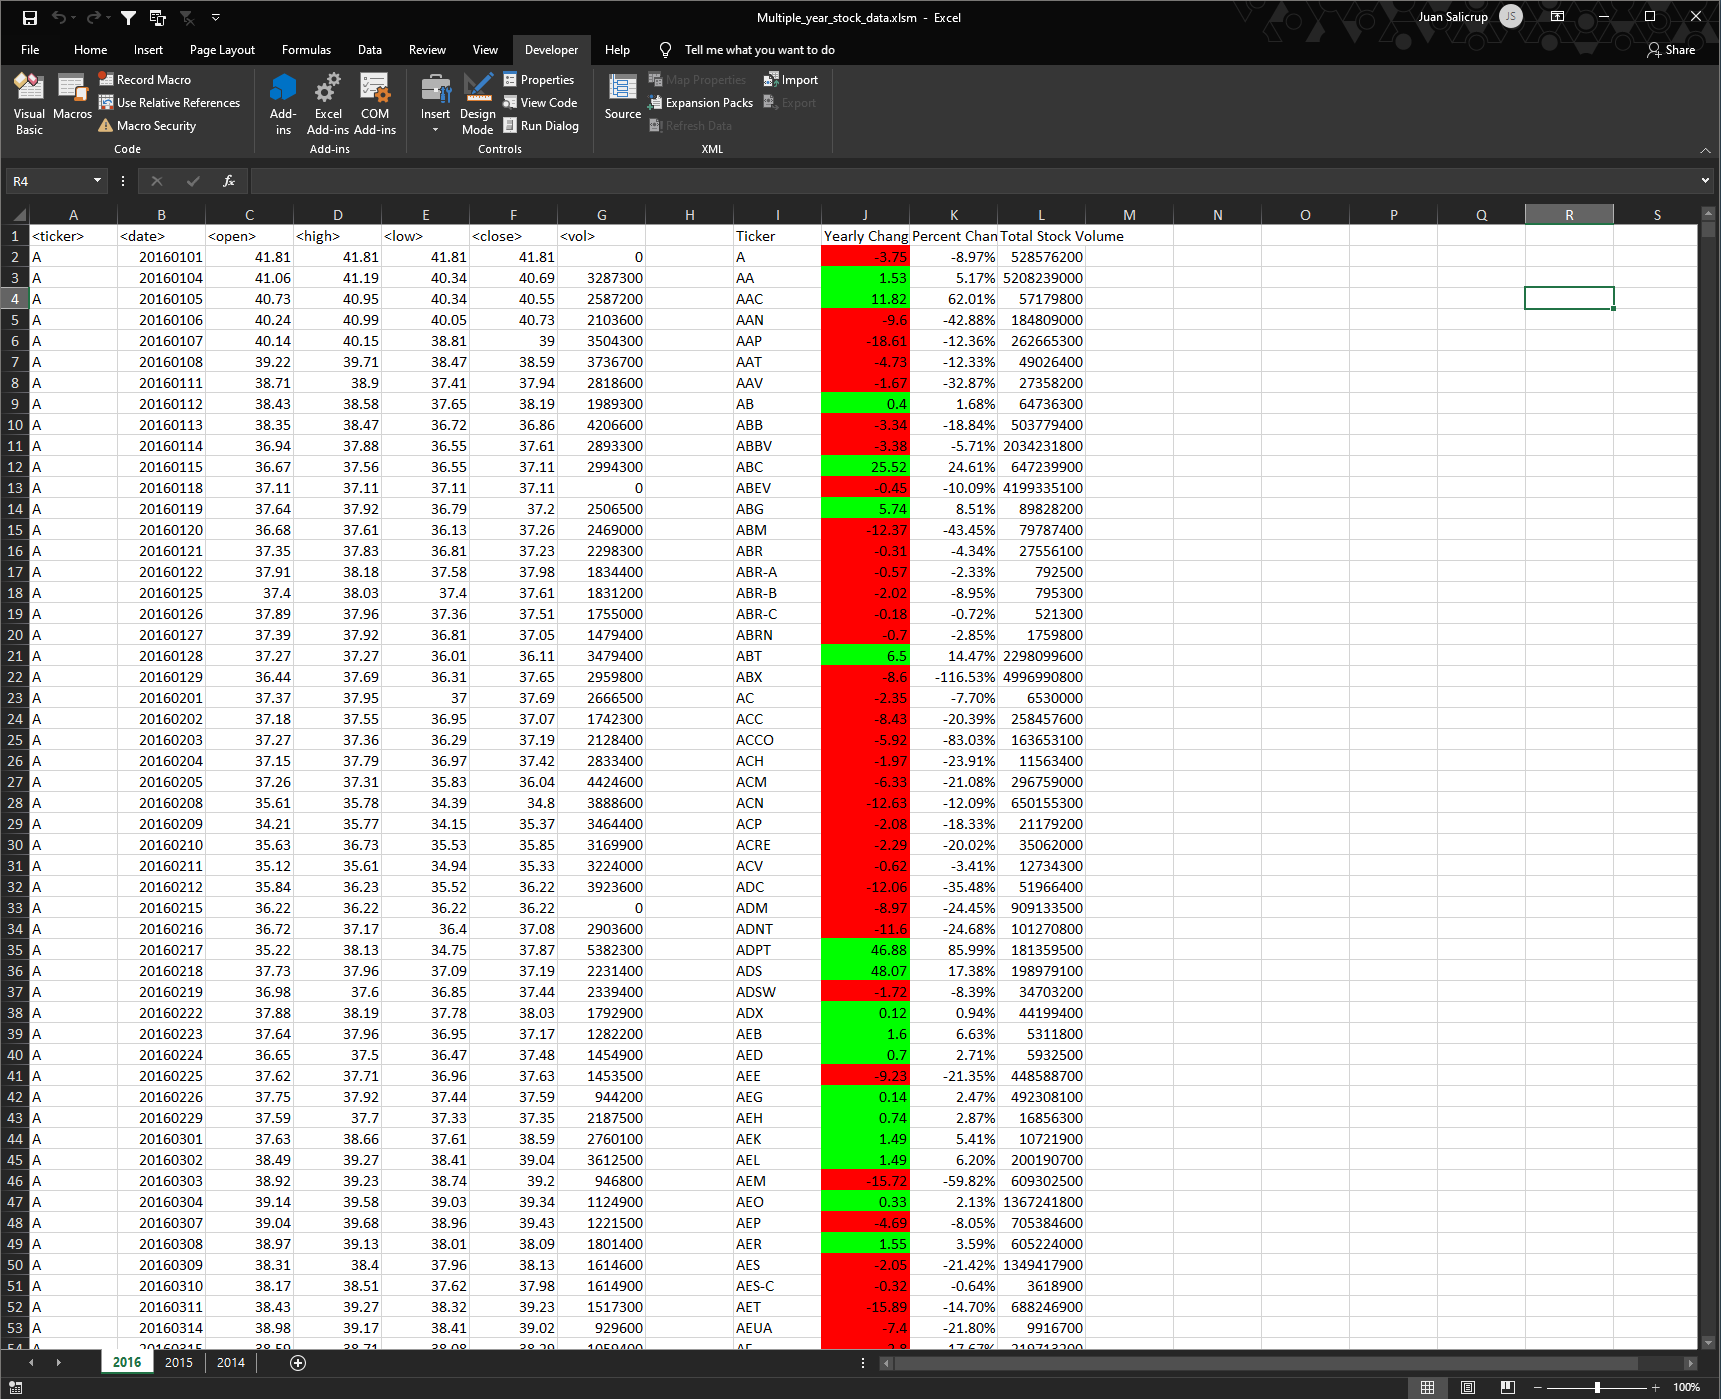 Multiple_year_stock_data.xlsm - Excel
Juan Salicrup JS
File Home Insert Page Layout Formulas Data Review View Developer Help Tell me what you want to do Share
Visual Basic
Macros
Record Macro
Use Relative References
Macro Security
Code
Add-ins
Excel Add-ins
COM Add-ins
Add-ins
Insert
Design Mode
Properties
View Code
Run Dialog
Controls
Source
Map Properties
Expansion Packs
Refresh Data
Import
Export
XML
R4 fx
A B C D E F G H I J K L M N O P Q R S
1 <ticker> <date> <open> <high> <low> <close> <vol> Ticker Yearly Chang Percent Chan Total Stock Volume
2 A 20160101 41.81 41.81 41.81 41.81 0 A -3.75 -8.97% 528576200
3 A 20160104 41.06 41.19 40.34 40.69 3287300 AA 1.53 5.17% 5208239000
4 A 20160105 40.73 40.95 40.34 40.55 2587200 AAC 11.82 62.01% 57179800
5 A 20160106 40.24 40.99 40.05 40.73 2103600 AAN -9.6 -42.88% 184809000
6 A 20160107 40.14 40.15 38.81 39 3504300 AAP -18.61 -12.36% 262665300
7 A 20160108 39.22 39.71 38.47 38.59 3736700 AAT -4.73 -12.33% 49026400
8 A 20160111 38.71 38.9 37.41 37.94 2818600 AAV -1.67 -32.87% 27358200
9 A 20160112 38.43 38.58 37.65 38.19 1989300 AB 0.4 1.68% 64736300
10 A 20160113 38.35 38.47 36.72 36.86 4206600 ABB -3.34 -18.84% 503779400
11 A 20160114 36.94 37.88 36.55 37.61 2893300 ABBV -3.38 -5.71% 2034231800
12 A 20160115 36.67 37.56 36.55 37.11 2994300 ABC 25.52 24.61% 647239900
13 A 20160118 37.11 37.11 37.11 37.11 0 ABEV -0.45 -10.09% 4199335100
14 A 20160119 37.64 37.92 36.79 37.2 2506500 ABG 5.74 8.51% 89828200
15 A 20160120 36.68 37.61 36.13 37.26 2469000 ABM -12.37 -43.45% 79787400
16 A 20160121 37.35 37.83 36.81 37.23 2298300 ABR -0.31 -4.34% 27556100
17 A 20160122 37.91 38.18 37.58 37.98 1834400 ABR-A -0.57 -2.33% 792500
18 A 20160125 37.4 38.03 37.4 37.61 1831200 ABR-B -2.02 -8.95% 795300
19 A 20160126 37.89 37.96 37.36 37.51 1755000 ABR-C -0.18 -0.72% 521300
20 A 20160127 37.39 37.92 36.81 37.05 1479400 ABRN -0.7 -2.85% 1759800
21 A 20160128 37.27 37.27 36.01 36.11 3479400 ABT 6.5 14.47% 2298099600
22 A 20160129 36.44 37.69 36.31 37.65 2959800 ABX -8.6 -116.53% 4996990800
23 A 20160201 37.37 37.95 37 37.69 2666500 AC -2.35 -7.70% 6530000
24 A 20160202 37.18 37.55 36.95 37.07 1742300 ACC -8.43 -20.39% 258457600
25 A 20160203 37.27 37.36 36.29 37.19 2128400 ACCO -5.92 -83.03% 163653100
26 A 20160204 37.15 37.79 36.97 37.42 2833400 ACH -1.97 -23.91% 11563400
27 A 20160205 37.26 37.31 35.83 36.04 4424600 ACM -6.33 -21.08% 296759000
28 A 20160208 35.61 35.78 34.39 34.8 3888600 ACN -12.63 -12.09% 650155300
29 A 20160209 34.21 35.77 34.15 35.37 3464400 ACP -2.08 -18.33% 21179200
30 A 20160210 35.63 36.73 35.53 35.85 3169900 ACRE -2.29 -20.02% 35062000
31 A 20160211 35.12 35.61 34.94 35.33 3224000 ACV -0.62 -3.41% 12734300
32 A 20160212 35.84 36.23 35.52 36.22 3923600 ADC -12.06 -35.48% 51966400
33 A 20160215 36.22 36.22 36.22 36.22 0 ADM -8.97 -24.45% 909133500
34 A 20160216 36.72 37.17 36.4 37.08 2903600 ADNT -11.6 -24.68% 101270800
35 A 20160217 35.22 38.13 34.75 37.87 5382300 ADPT 46.88 85.99% 181359500
36 A 20160218 37.73 37.96 37.09 37.19 2231400 ADS 48.07 17.38% 198979100
37 A 20160219 36.98 37.6 36.85 37.44 2339400 ADSW -1.72 -8.39% 34703200
38 A 20160222 37.88 38.19 37.78 38.03 1792900 ADX 0.12 0.94% 44199400
39 A 20160223 37.64 37.96 36.95 37.17 1282200 AEB 1.6 6.63% 5311800
40 A 20160224 36.65 37.5 36.47 37.48 1454900 AED 0.7 2.71% 5932500
41 A 20160225 37.62 37.71 36.96 37.63 1453500 AEE -9.23 -21.35% 448588700
42 A 20160226 37.75 37.92 37.44 37.59 944200 AEG 0.14 2.47% 492308100
43 A 20160229 37.59 37.7 37.33 37.35 2187500 AEH 0.74 2.87% 16856300
44 A 20160301 37.63 38.66 37.61 38.59 2760100 AEK 1.49 5.41% 10721900
45 A 20160302 38.49 39.27 38.41 39.04 3612500 AEL 1.49 6.20% 200190700
46 A 20160303 38.92 39.23 38.74 39.2 946800 AEM -15.72 -59.82% 609302500
47 A 20160304 39.14 39.58 39.03 39.34 1124900 AEO 0.33 2.13% 1367241800
48 A 20160307 39.04 39.68 38.96 39.43 1221500 AEP -4.69 -8.05% 705384600
49 A 20160308 38.97 39.13 38.01 38.09 1801400 AER 1.55 3.59% 605224000
50 A 20160309 38.31 38.4 37.96 38.13 1614600 AES -2.05 -21.42% 1349417900
51 A 20160310 38.17 38.51 37.62 37.98 1614900 AES-C -0.32 -0.64% 3618900
52 A 20160311 38.43 39.27 38.32 39.23 1517300 AET -15.89 -14.70% 688246900
53 A 20160314 38.98 39.17 38.41 39.02 929600 AEUA -7.4 -21.80% 9916700
2016 2015 2014
100%